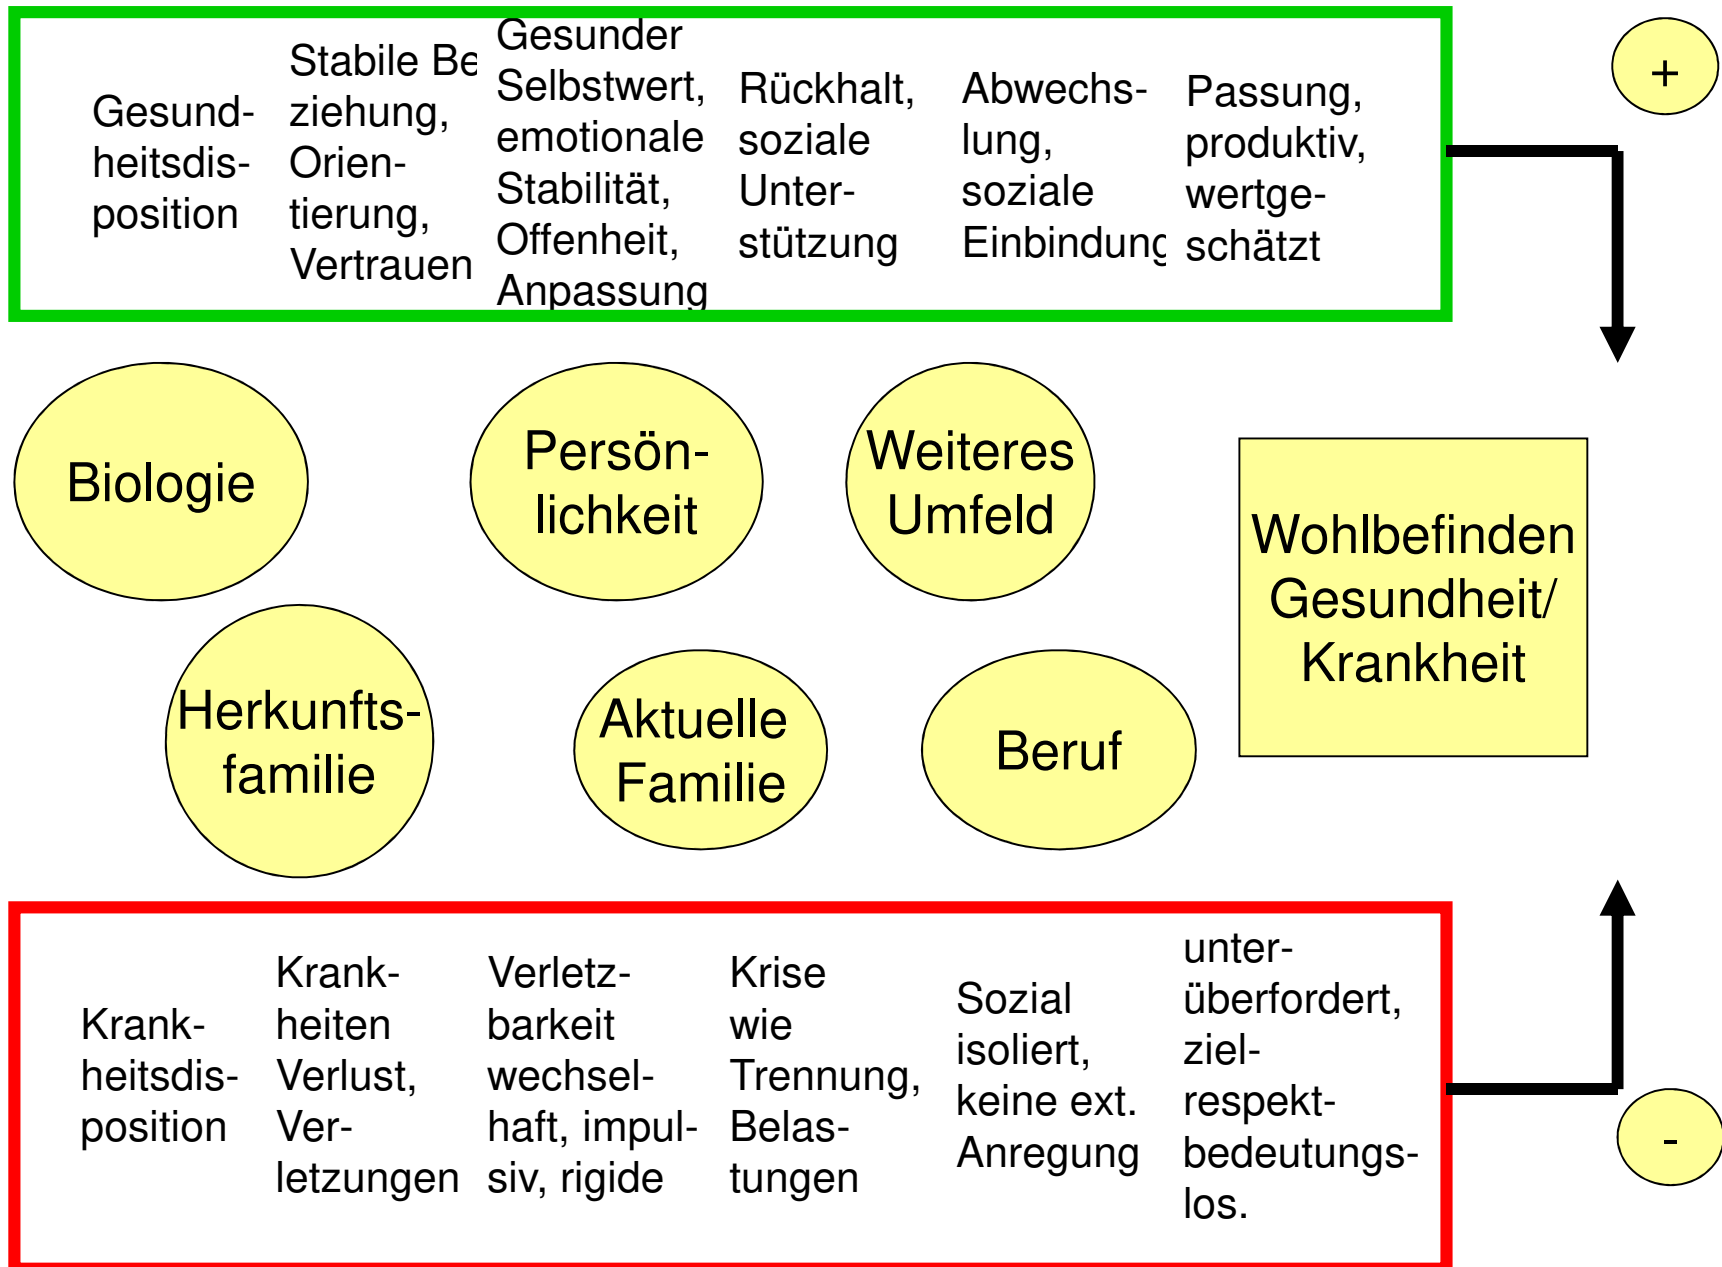 Gesund-
heitsdis-
position
Stabile Be
ziehung,
Orien-
tierung,
Vertrauen
Gesunder
Selbstwert,
emotionale
Stabilität,
Offenheit,
Anpassung
Rückhalt,
soziale
Unter-
stützung
Abwechs-
lung,
soziale
Einbindung
Passung,
produktiv,
wertge-
schätzt
+
Biologie
Persön-
lichkeit
Weiteres
Umfeld
Herkunfts-
familie
Aktuelle
Familie
Beruf
Wohlbefinden
Gesundheit/
Krankheit
Krank-
heitsdis-
position
Krank-
heiten
Verlust,
Ver-
letzungen
Verletz-
barkeit
wechsel-
haft, impul-
siv, rigide
Krise
wie
Trennung,
Belas-
tungen
Sozial
isoliert,
keine ext.
Anregung
unter-
überfordert,
ziel-
respekt-
bedeutungs-
los.
-